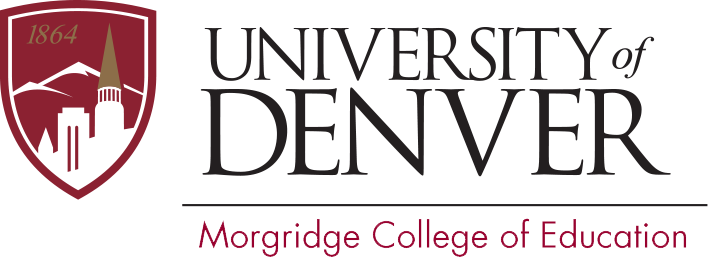 1864
UNIVERSITY of
DENVER
Morgridge College of Education